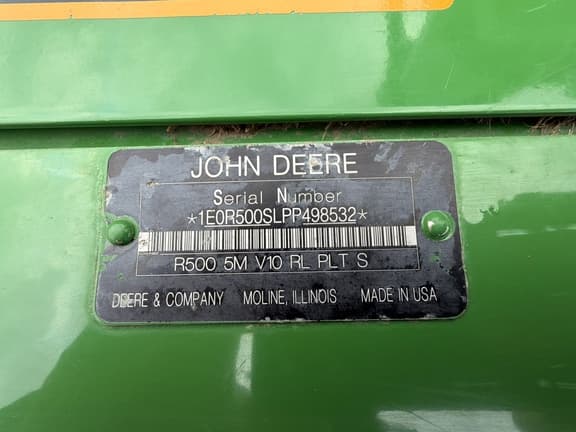 JOHN DEERE
Serial Number
*1E0R500SLPP498532*
R500 5M V10 RL PLT S
DEERE & COMPANY MOLINE, ILLINOIS MADE IN USA